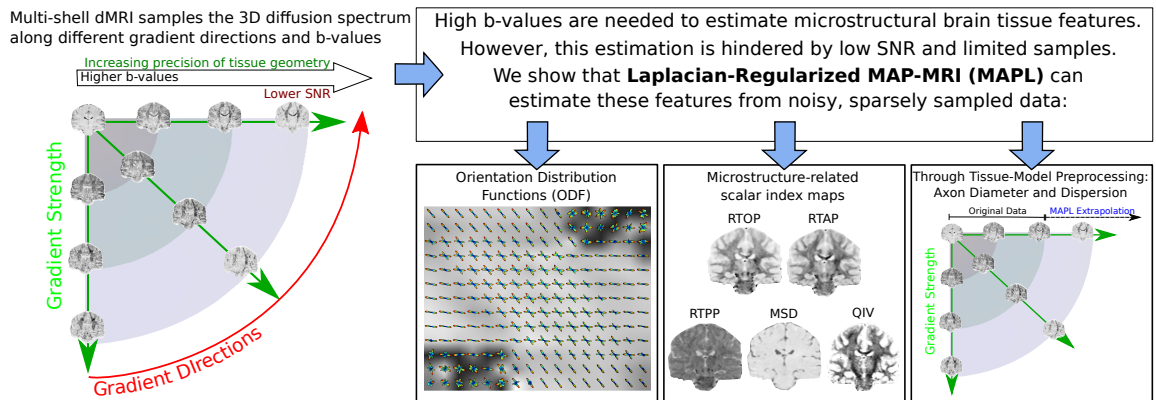 Multi-shell dMRI samples the 3D diffusion spectrum
along different gradient directions and b-values
Increasing precision of tissue geometry
Higher b-values
Lower SNR
Gradient Strength
Gradient DIrections
High b-values are needed to estimate microstructural brain tissue features.
However, this estimation is hindered by low SNR and limited samples.
We show that Laplacian-Regularized MAP-MRI (MAPL) can
estimate these features from noisy, sparsely sampled data:
Orientation Distribution
Functions (ODF)
Microstructure-related
scalar index maps
RTOP
RTAP
RTPP
MSD
QIV
Through Tissue-Model Preprocessing:
Axon Diameter and Dispersion
Original Data
MAPL Extrapolation
Gradient Strength